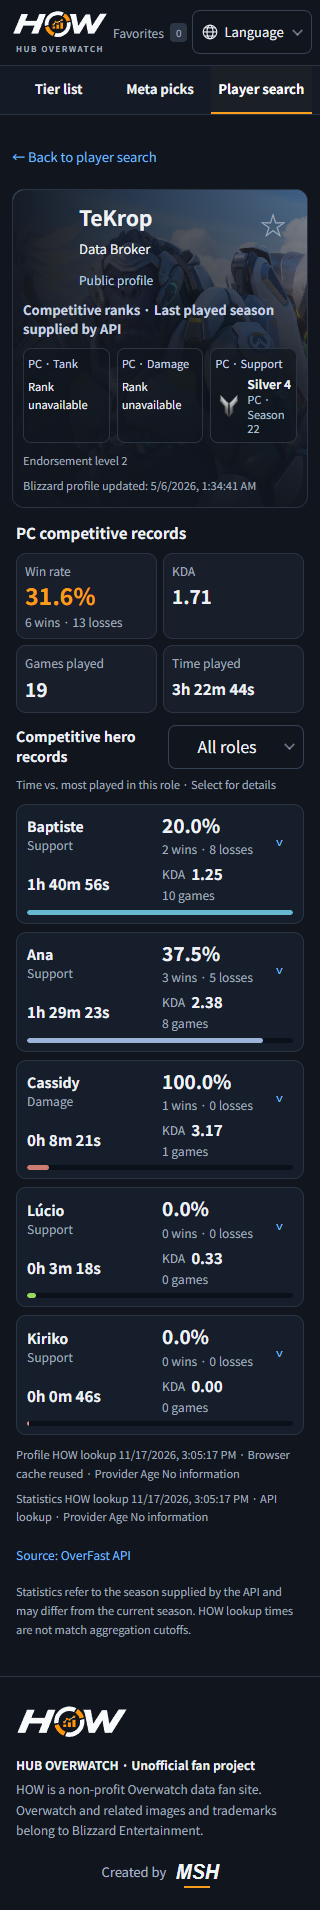 HOW
HUB OVERWATCH
Favorites 0
Language
Tier list
Meta picks
Player search
← Back to player search
TeKrop
Data Broker
Public profile
Competitive ranks · Last played season
supplied by API
PC · Tank
Rank
unavailable
PC · Damage
Rank
unavailable
PC · Support
Silver 4
PC ·
Season
22
Endorsement level 2
Blizzard profile updated: 5/6/2026, 1:34:41 AM
PC competitive records
Win rate
31.6%
6 wins · 13 losses
KDA
1.71
Games played
19
Time played
3h 22m 44s
Competitive hero
records
All roles
Time vs. most played in this role · Select for details
Baptiste
Support
1h 40m 56s
20.0%
2 wins · 8 losses
KDA 1.25
10 games
v
Ana
Support
1h 29m 23s
37.5%
3 wins · 5 losses
KDA 2.38
8 games
v
Cassidy
Damage
0h 8m 21s
100.0%
1 wins · 0 losses
KDA 3.17
1 games
v
Lúcio
Support
0h 3m 18s
0.0%
0 wins · 0 losses
KDA 0.33
0 games
v
Kiriko
Support
0h 0m 46s
0.0%
0 wins · 0 losses
KDA 0.00
0 games
v
Profile HOW lookup 11/17/2026, 3:05:17 PM · Browser
cache reused · Provider Age No information
Statistics HOW lookup 11/17/2026, 3:05:17 PM · API
lookup · Provider Age No information
Source: OverFast API
Statistics refer to the season supplied by the API and
may differ from the current season. HOW lookup times
are not match aggregation cutoffs.
HOW
HUB OVERWATCH · Unofficial fan project
HOW is a non-profit Overwatch data fan site.
Overwatch and related images and trademarks
belong to Blizzard Entertainment.
Created by MSH